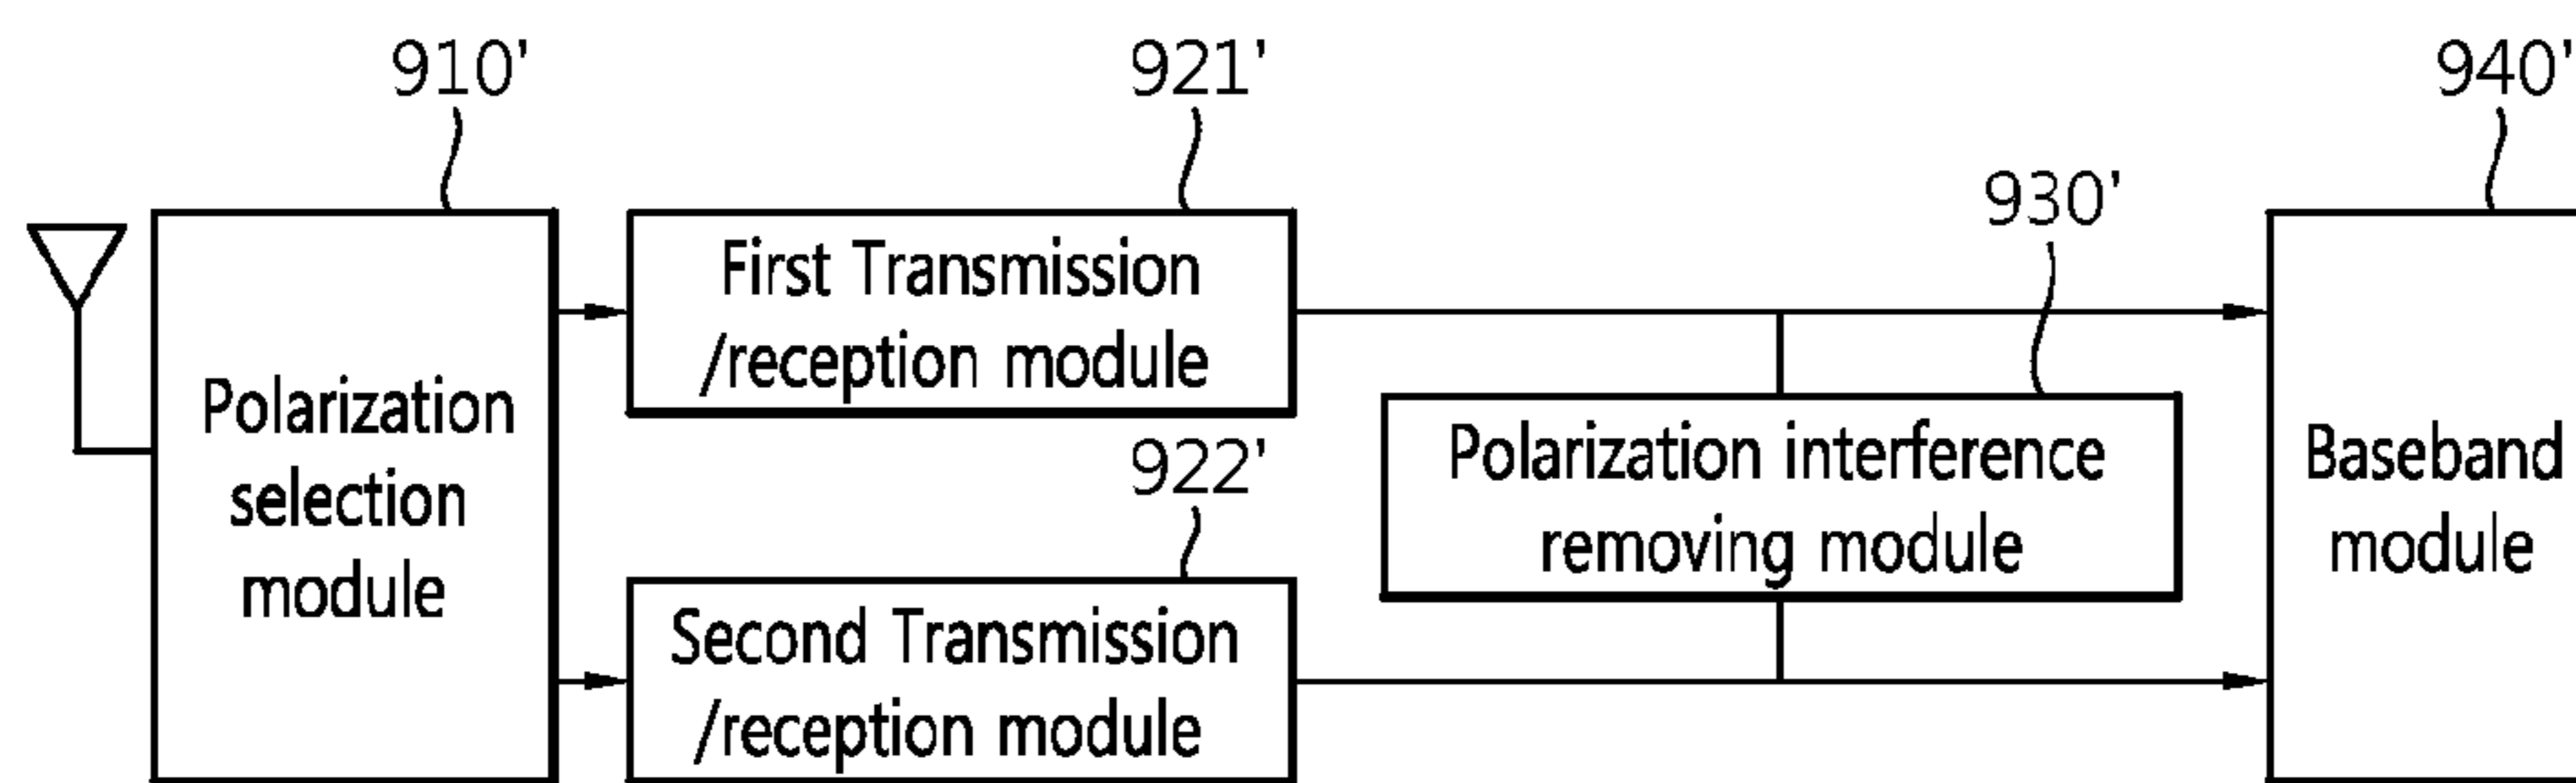 910'
921'
940'
930'
First Transmission
/reception module
Polarization
selection
module
922'
Polarization interference
removing module
Baseband
module
Second Transmission
/reception module